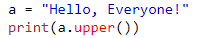 a = "Hello, Everyone!"
print(a.upper())